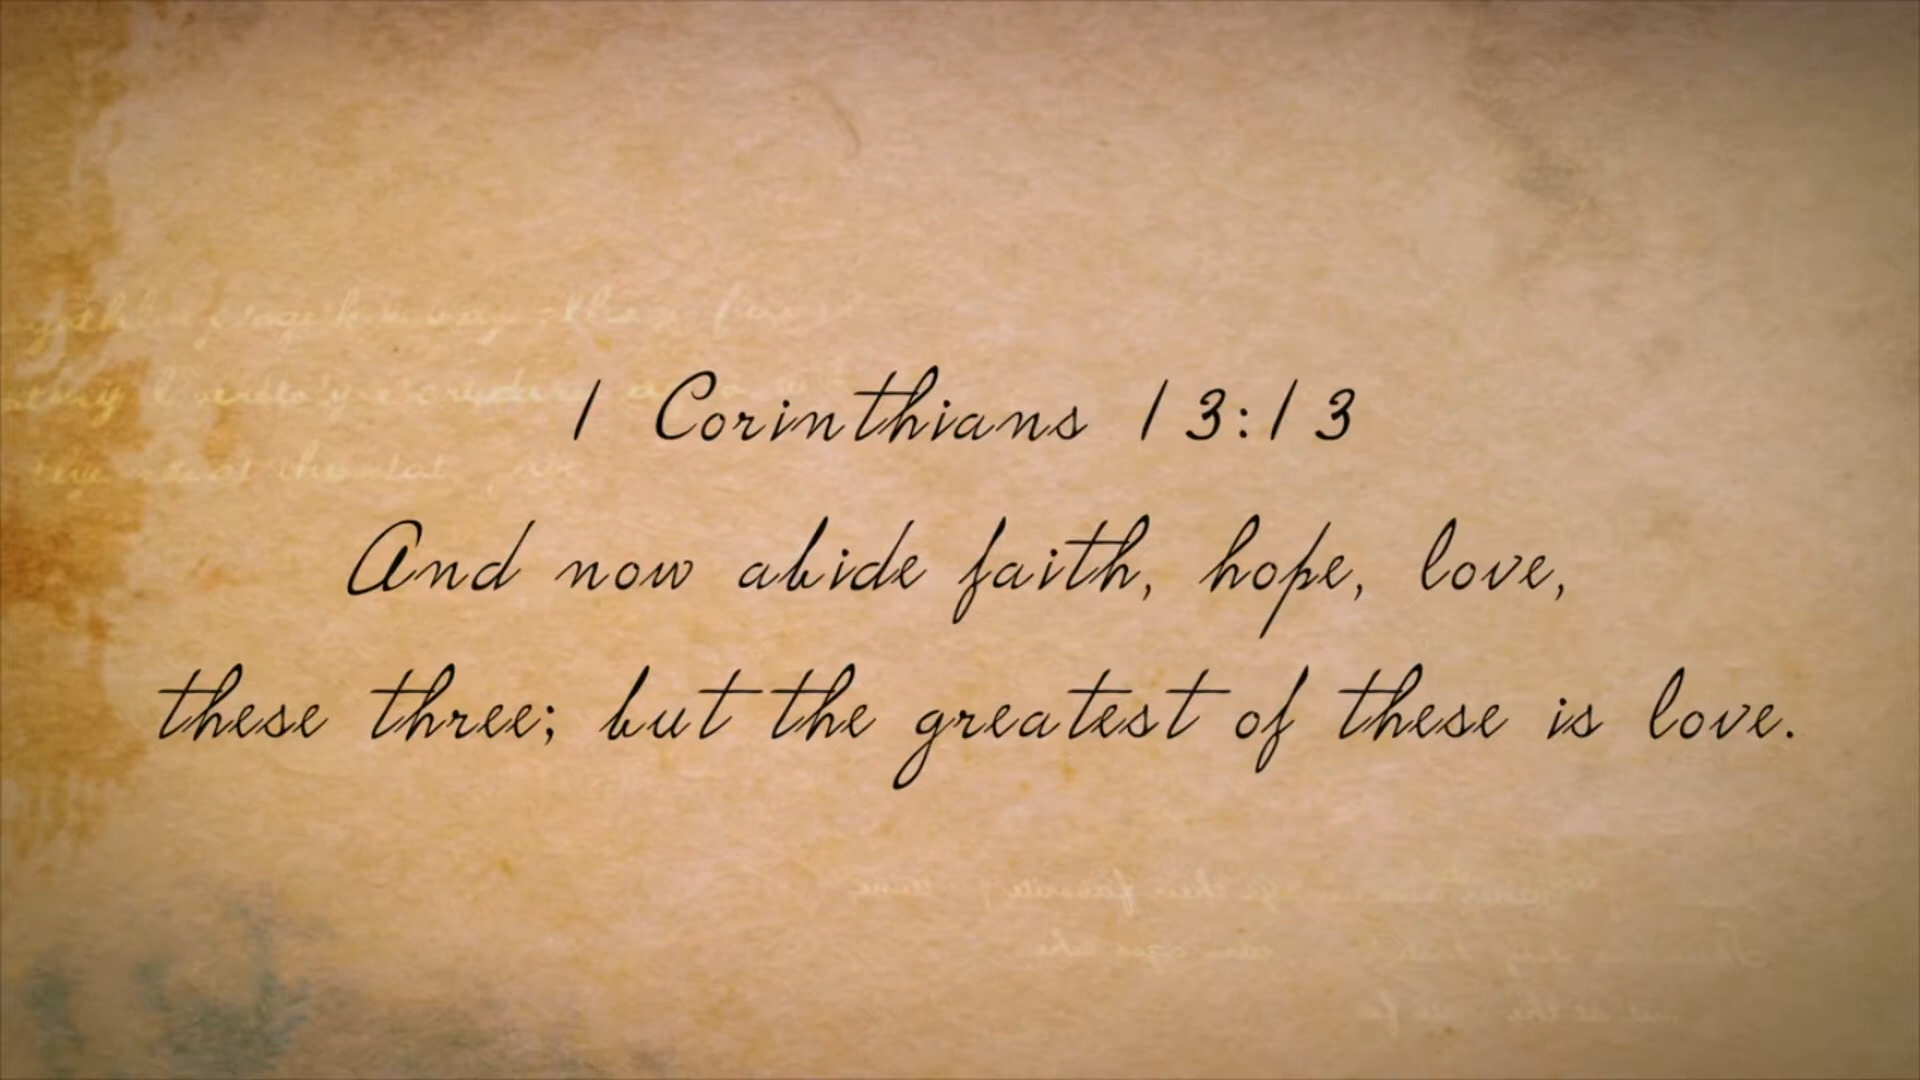 1 Corinthians 13:13
And now abide faith, hope, love,
these three; but the greatest of these is love.